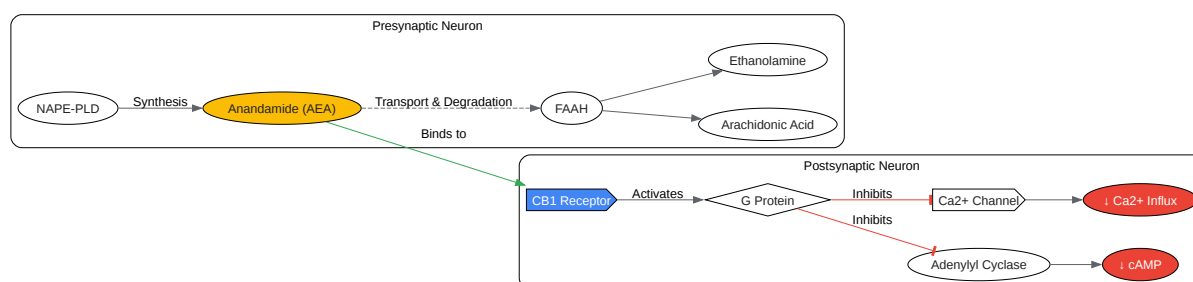 Presynaptic Neuron
Ethanolamine
NAPE-PLD
Synthesis
Anandamide (AEA)
Transport & Degradation
FAAH
Arachidonic Acid
Binds to
Postsynaptic Neuron
CB1 Receptor
Activates
G Protein
Inhibits
Ca2+ Channel
↓ Ca2+ Influx
Inhibits
Adenylyl Cyclase
↓ cAMP